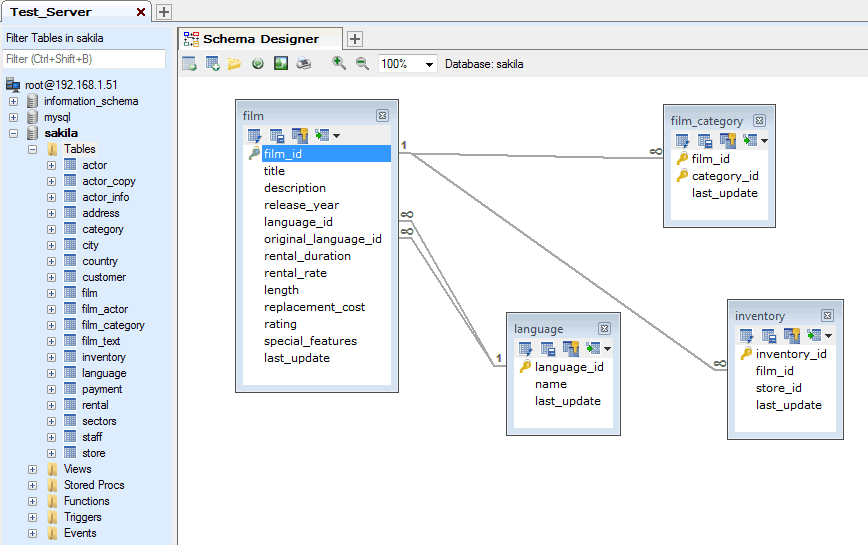 Test_Server
Filter Tables in sakila
Filter (Ctrl+Shift+B)
root@192.168.1.51
information_schema
mysql
sakila
Tables
actor
actor_copy
actor_info
address
category
city
country
customer
film
film_actor
film_category
film_text
inventory
language
payment
rental
sectors
staff
store
Views
Stored Procs
Functions
Triggers
Events
Schema Designer
100%
Database: sakila
film
film_id
title
description
release_year
language_id
original_language_id
rental_duration
rental_rate
length
replacement_cost
rating
special_features
last_update
1
∞
∞
∞
film_category
film_id
category_id
last_update
language
1
language_id
name
last_update
inventory
∞
inventory_id
film_id
store_id
last_update